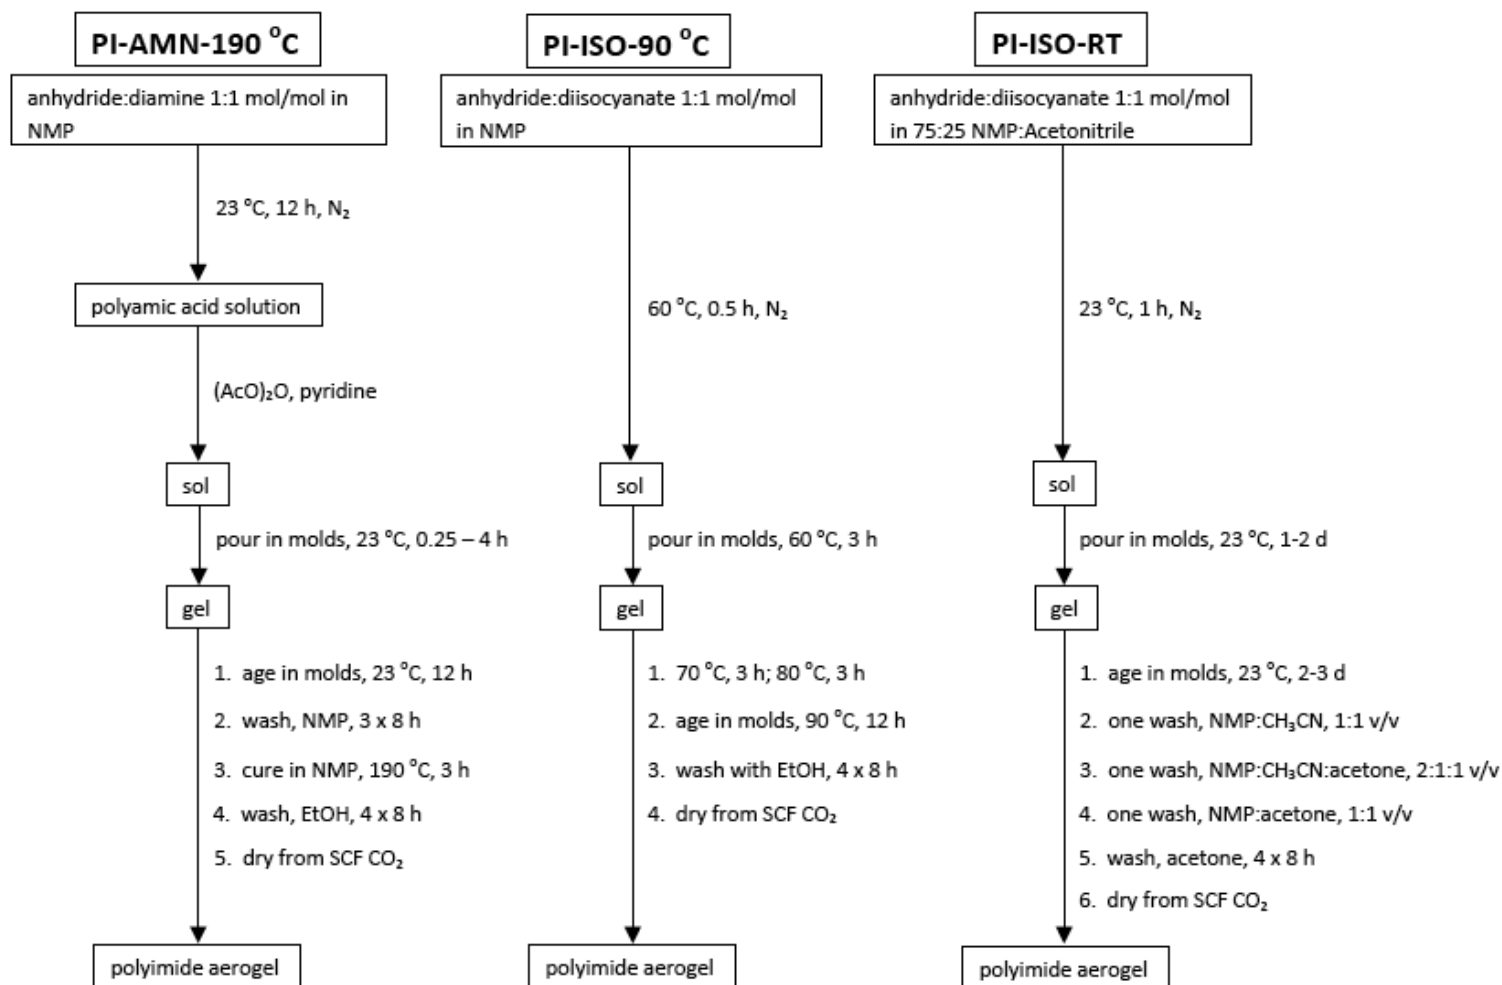 PI-AMN-190 °C
anhydride:diamine 1:1 mol/mol in
NMP
23 °C, 12 h, N₂
polyamic acid solution
(AcO)₂O, pyridine
sol
pour in molds, 23 °C, 0.25 – 4 h
gel
1. age in molds, 23 °C, 12 h
2. wash, NMP, 3 x 8 h
3. cure in NMP, 190 °C, 3 h
4. wash, EtOH, 4 x 8 h
5. dry from SCF CO₂
polyimide aerogel
PI-ISO-90 °C
anhydride:diisocyanate 1:1 mol/mol
in NMP
60 °C, 0.5 h, N₂
sol
pour in molds, 60 °C, 3 h
gel
1. 70 °C, 3 h; 80 °C, 3 h
2. age in molds, 90 °C, 12 h
3. wash with EtOH, 4 x 8 h
4. dry from SCF CO₂
polyimide aerogel
PI-ISO-RT
anhydride:diisocyanate 1:1 mol/mol
in 75:25 NMP:Acetonitrile
23 °C, 1 h, N₂
sol
pour in molds, 23 °C, 1-2 d
gel
1. age in molds, 23 °C, 2-3 d
2. one wash, NMP:CH₃CN, 1:1 v/v
3. one wash, NMP:CH₃CN:acetone, 2:1:1 v/v
4. one wash, NMP:acetone, 1:1 v/v
5. wash, acetone, 4 x 8 h
6. dry from SCF CO₂
polyimide aerogel